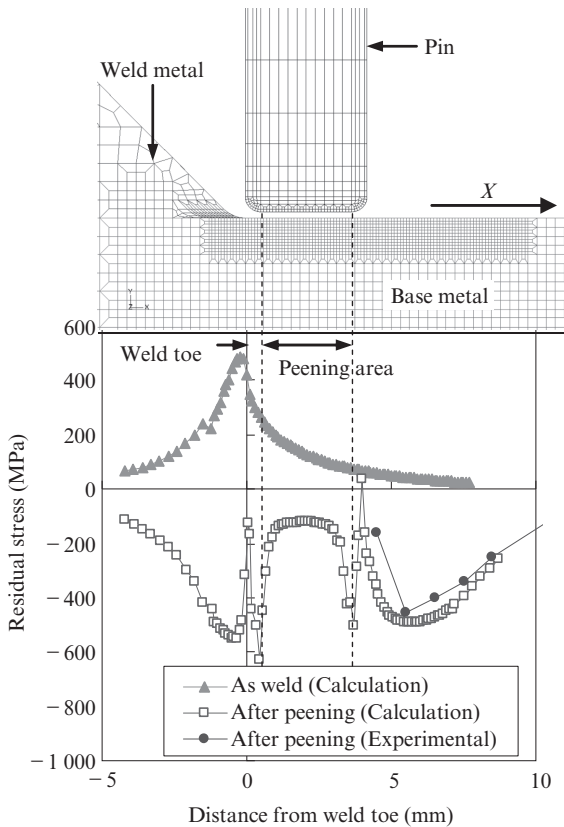 Pin
Weld metal
X
Y
Z X
Base metal
600
Weld toe
Peening area
400
200
0
−200
−400
−600
−800
−1 000
Residual stress (MPa)
As weld (Calculation)
After peening (Calculation)
After peening (Experimental)
−5 0 5 10
Distance from weld toe (mm)